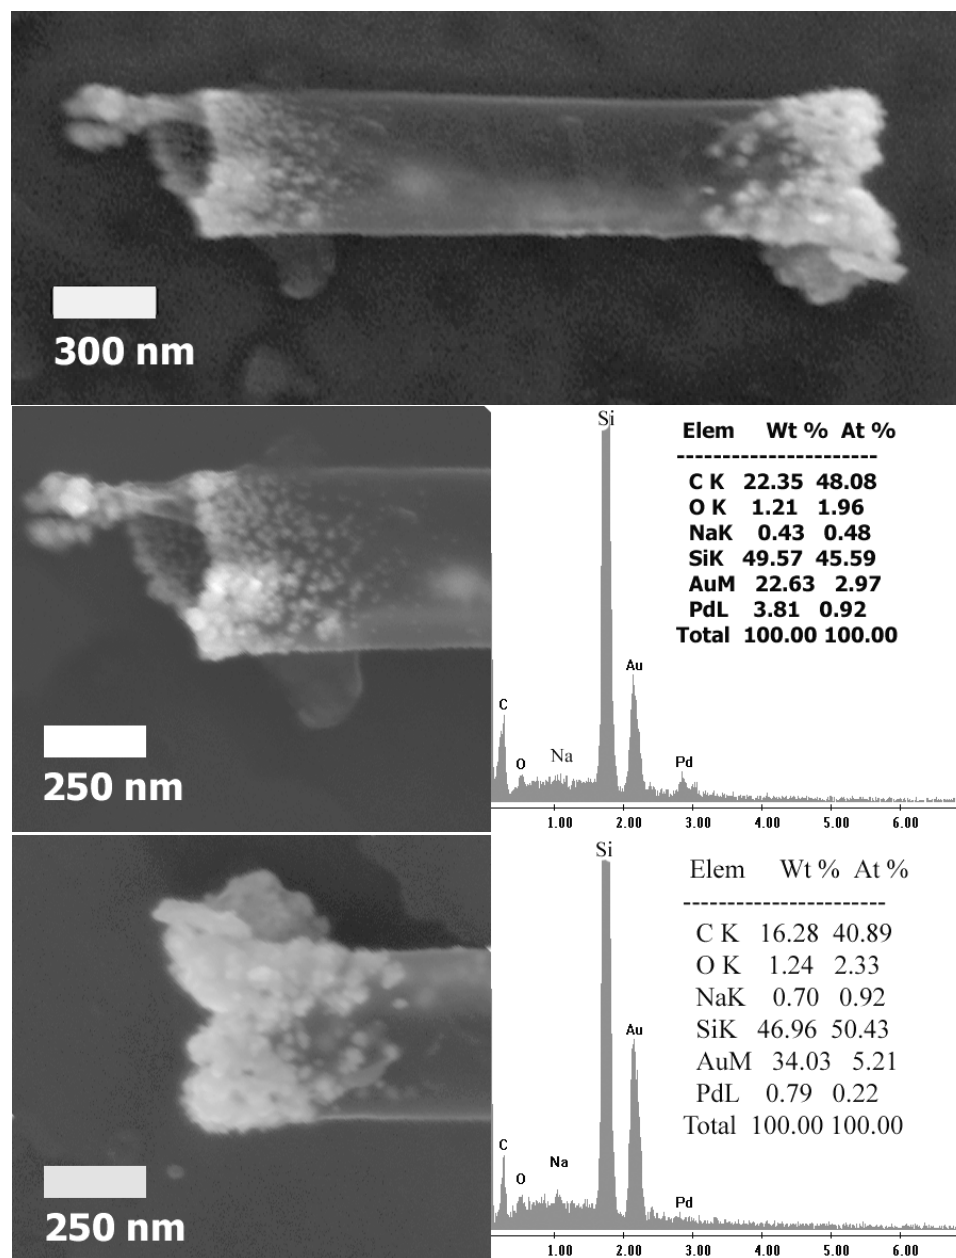 300 nm
250 nm
Si
Elem Wt % At %
-----------------------
C K 22.35 48.08
O K 1.21 1.96
NaK 0.43 0.48
SiK 49.57 45.59
AuM 22.63 2.97
PdL 3.81 0.92
Total 100.00 100.00
Au
C
Na
O
Pd
1.00 2.00 3.00 4.00 5.00 6.00
250 nm
Si
Elem Wt % At %
-----------------------
C K 16.28 40.89
O K 1.24 2.33
NaK 0.70 0.92
SiK 46.96 50.43
AuM 34.03 5.21
PdL 0.79 0.22
Total 100.00 100.00
Au
C
Na
O
Pd
1.00 2.00 3.00 4.00 5.00 6.00